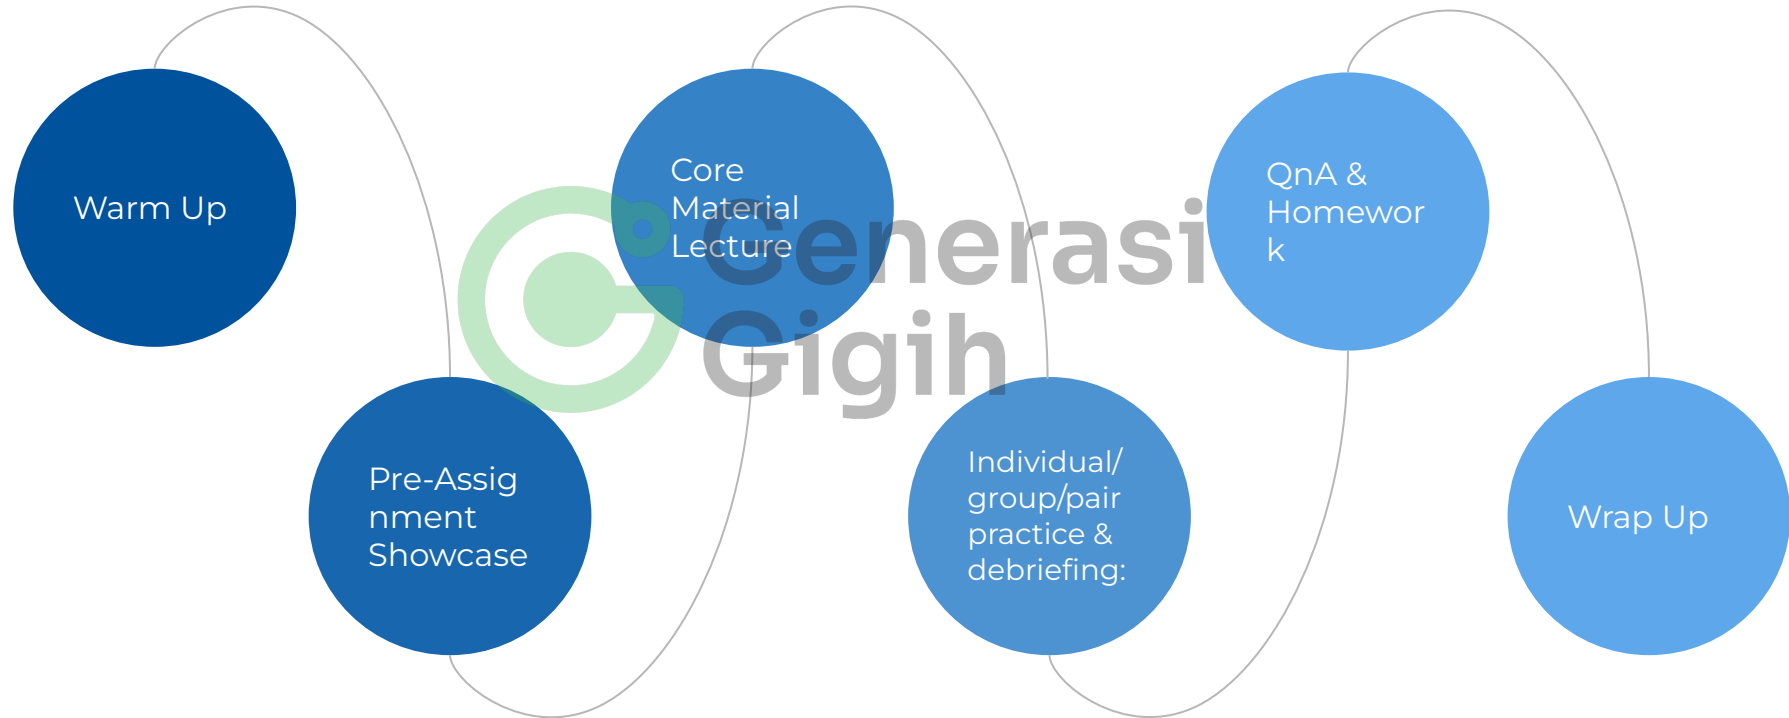 Warm Up
Pre-Assig
nment
Showcase
Core
Material
Lecture
Individual/
group/pair
practice &
debriefing:
QnA &
Homewor
k
Wrap Up
Generasi
Gigih